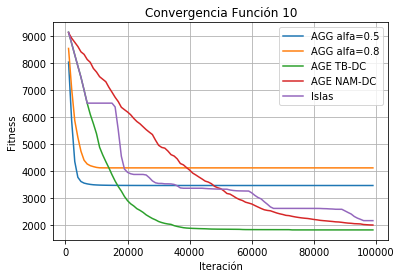 Convergencia Función 10
Fitness
9000
8000
7000
6000
5000
4000
3000
2000
AGG alfa=0.5
AGG alfa=0.8
AGE TB-DC
AGE NAM-DC
Islas
0
20000
40000
60000
80000
100000
Iteración